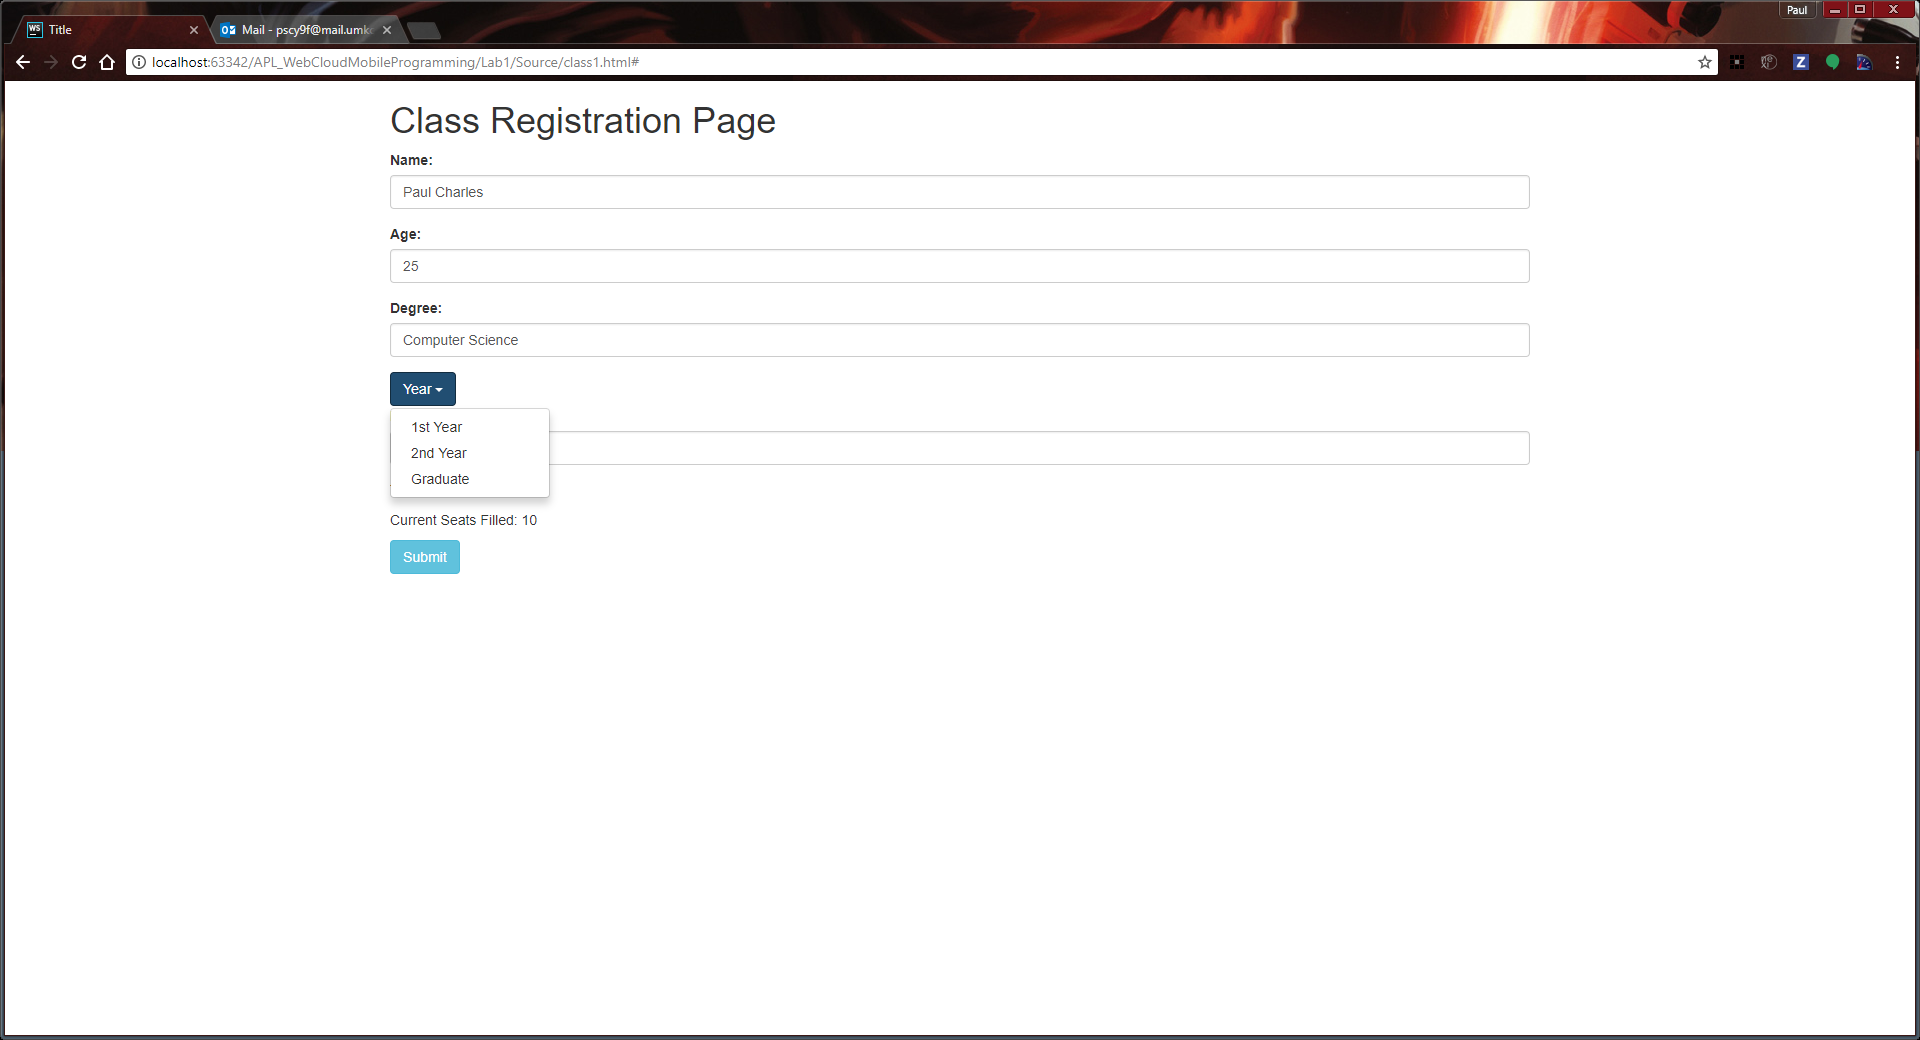 Paul
WS Title
Mail - pscy9f@mail.umk
localhost:63342/APL_WebCloudMobileProgramming/Lab1/Source/class1.html#
Class Registration Page
Name:
Paul Charles
Age:
25
Degree:
Computer Science
Year
1st Year
2nd Year
Graduate
Current Seats Filled: 10
Submit